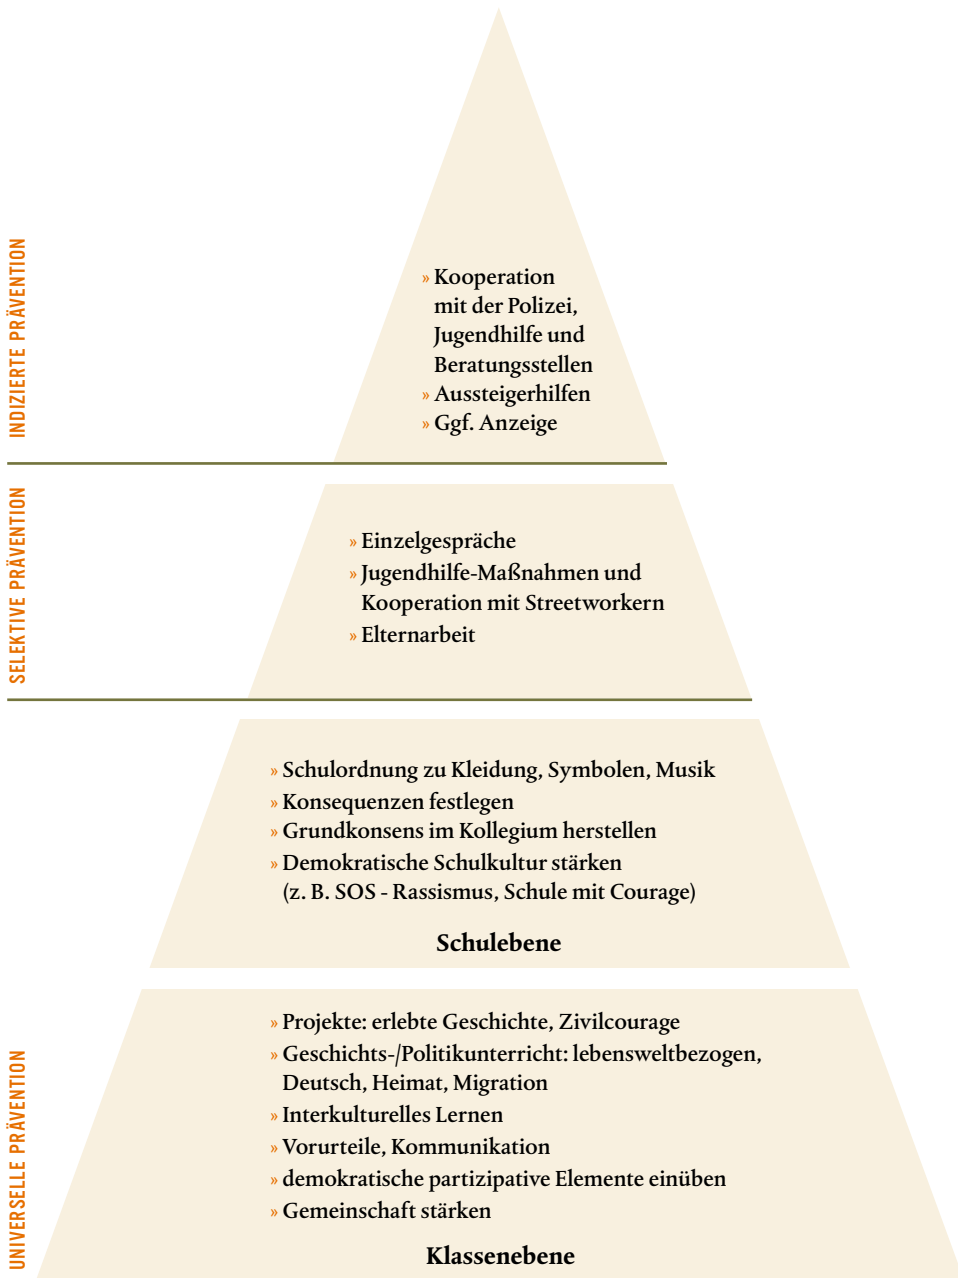 INDIZIERTE PRÄVENTION
» Kooperation
mit der Polizei,
Jugendhilfe und
Beratungsstellen
» Aussteigerhilfen
» Ggf. Anzeige
SELEKTIVE PRÄVENTION
» Einzelgespräche
» Jugendhilfe-Maßnahmen und
Kooperation mit Streetworkern
» Elternarbeit
» Schulordnung zu Kleidung, Symbolen, Musik
» Konsequenzen festlegen
» Grundkonsens im Kollegium herstellen
» Demokratische Schulkultur stärken
(z. B. SOS - Rassismus, Schule mit Courage)
Schulebene
UNIVERSELLE PRÄVENTION
» Projekte: erlebte Geschichte, Zivilcourage
» Geschichts-/Politikunterricht: lebensweltbezogen,
Deutsch, Heimat, Migration
» Interkulturelles Lernen
» Vorurteile, Kommunikation
» demokratische partizipative Elemente einüben
» Gemeinschaft stärken
Klassenebene